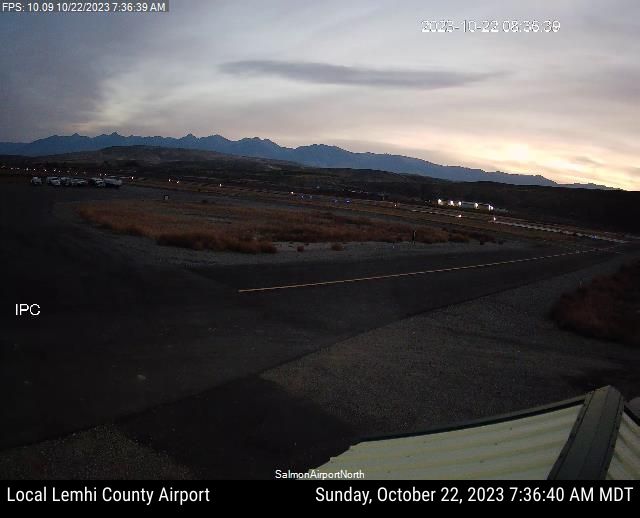 FPS: 10.09 10/22/2023 7:36:39 AM
2023-10-22 08:36:39
IPC
SalmonAirportNorth
Local Lemhi County Airport
Sunday, October 22, 2023 7:36:40 AM MDT